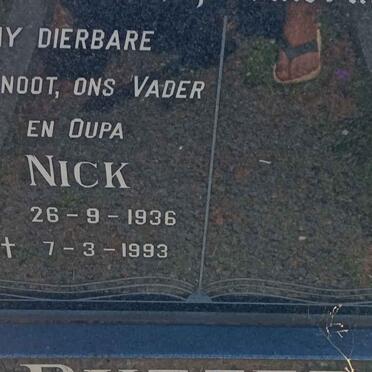 MY DIERBARE
NOOT, ONS VADER
EN OUPA
NICK
26-9-1936
† 7-3-1993